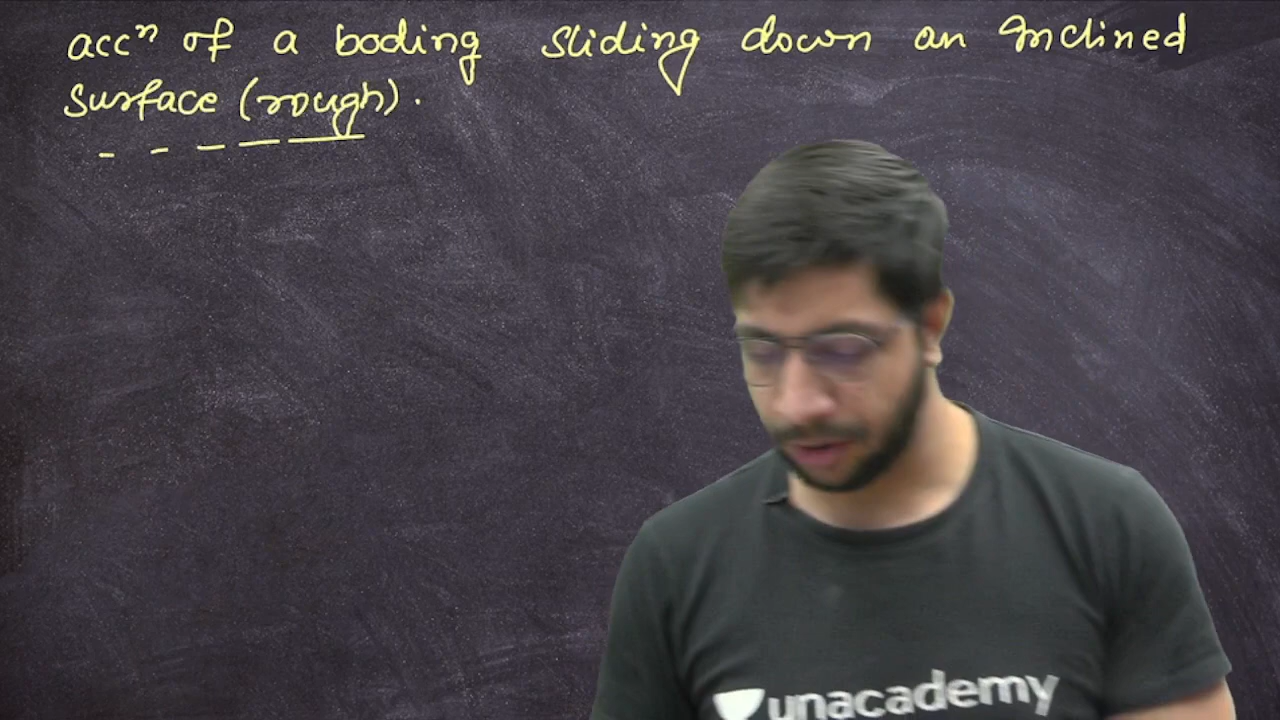 accⁿ of a boding sliding down an Inclined
surface (rough).
unacademy